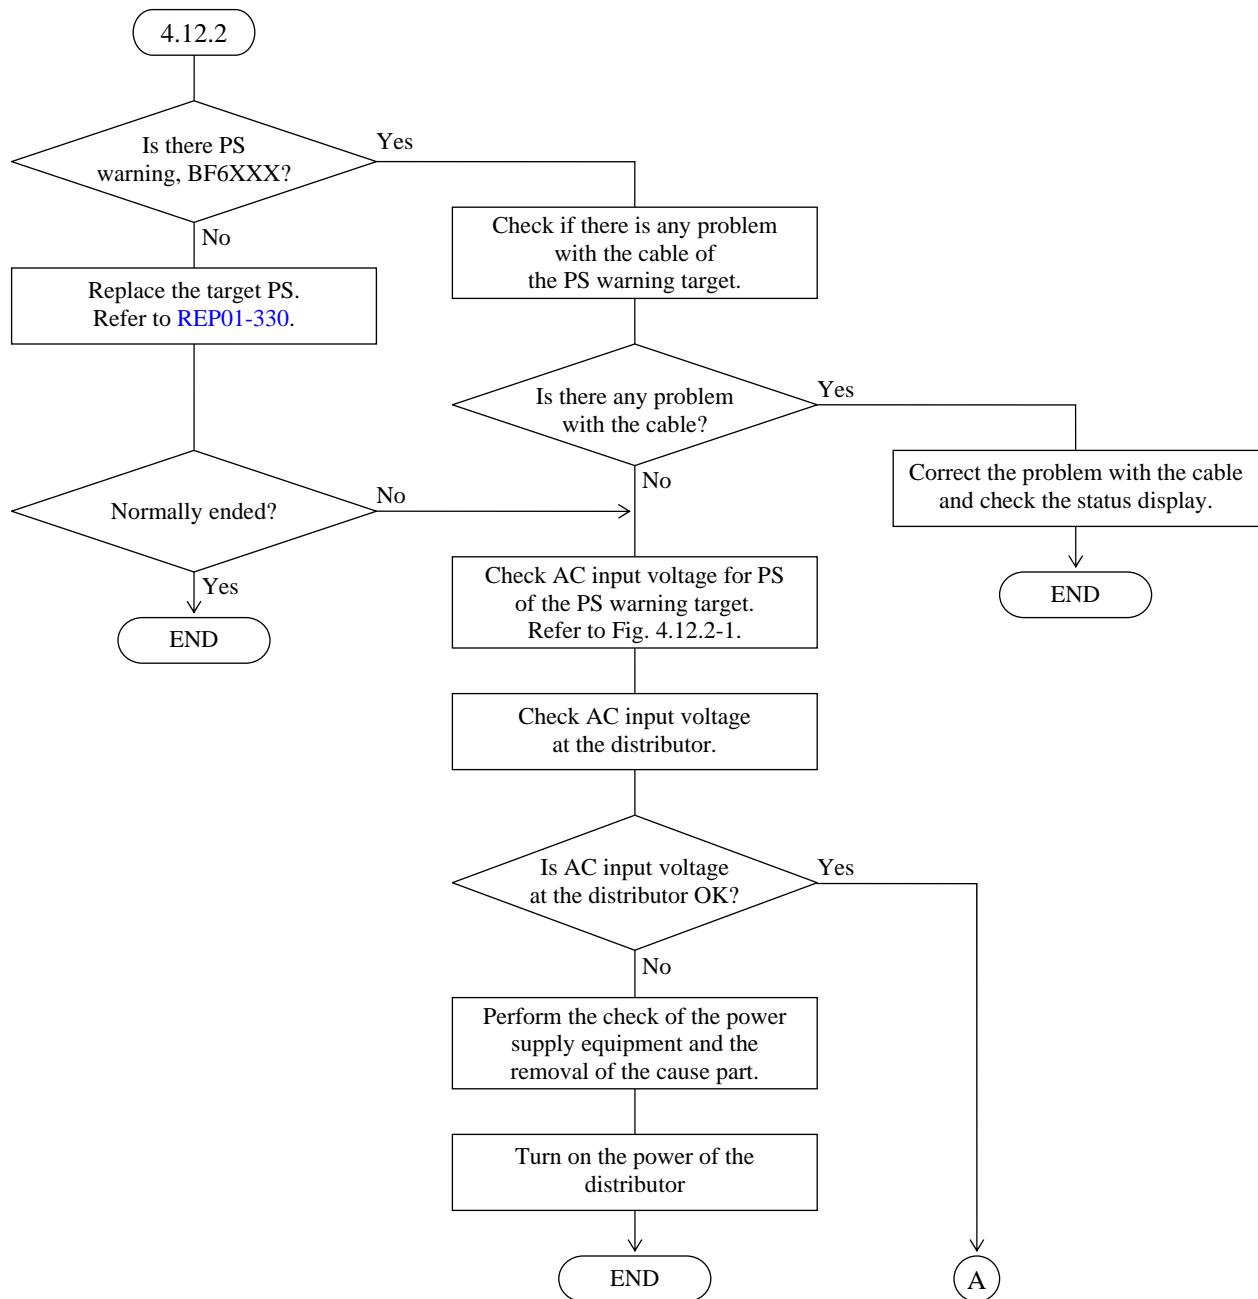 4.12.2
Is there PS
warning, BF6XXX?
Yes
No
Check if there is any problem
with the cable of
the PS warning target.
Replace the target PS.
Refer to REP01-330.
Is there any problem
with the cable?
Yes
No
Correct the problem with the cable
and check the status display.
END
Normally ended?
No
Yes
END
Check AC input voltage for PS
of the PS warning target.
Refer to Fig. 4.12.2-1.
Check AC input voltage
at the distributor.
Is AC input voltage
at the distributor OK?
Yes
No
Perform the check of the power
supply equipment and the
removal of the cause part.
Turn on the power of the
distributor
END
A